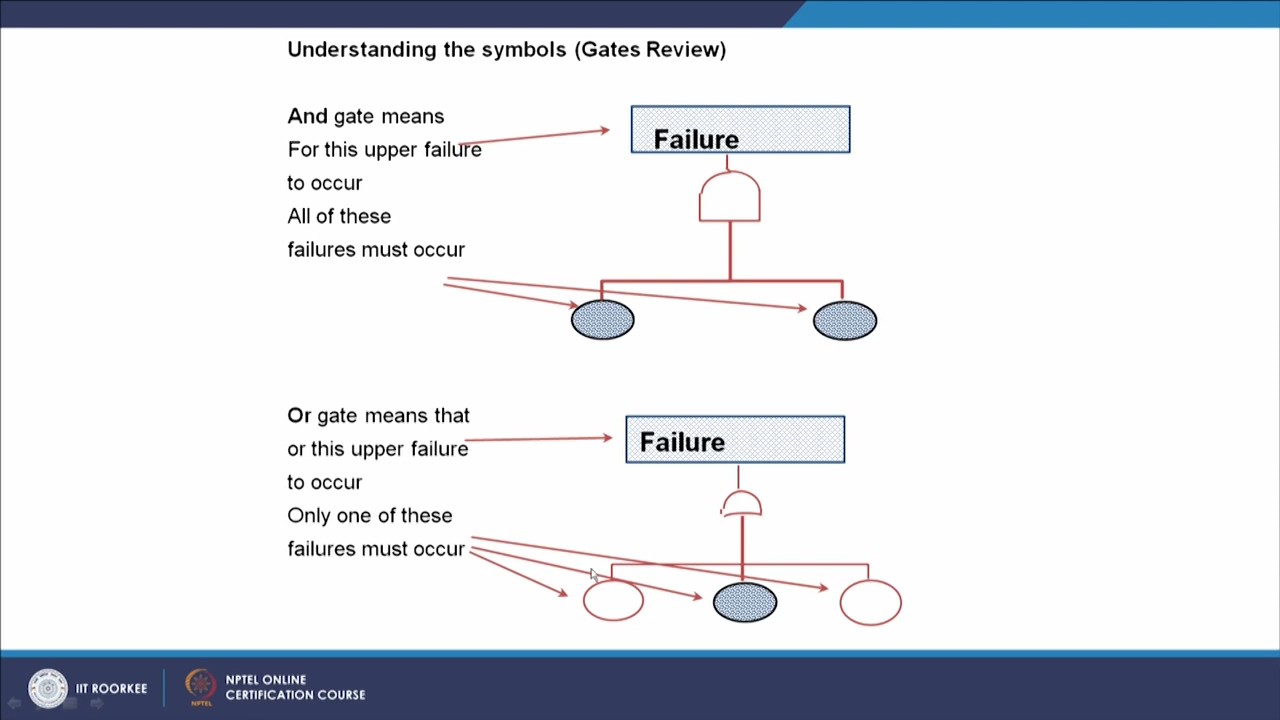 Understanding the symbols (Gates Review)
And gate means
For this upper failure
to occur
All of these
failures must occur
Failure
Or gate means that
or this upper failure
to occur
Only one of these
failures must occur
Failure
IIT ROORKEE
NPTEL
NPTEL ONLINE
CERTIFICATION COURSE